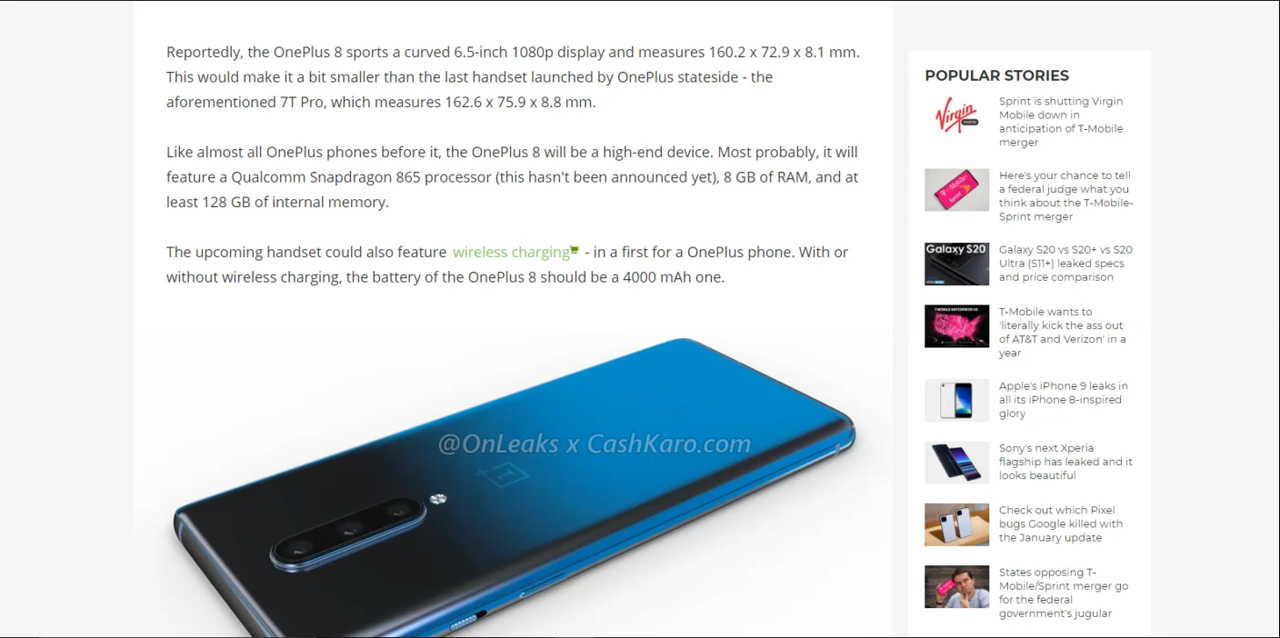 Reportedly, the OnePlus 8 sports a curved 6.5-inch 1080p display and measures 160.2 x 72.9 x 8.1 mm.
This would make it a bit smaller than the last handset launched by OnePlus stateside - the
aforementioned 7T Pro, which measures 162.6 x 75.9 x 8.8 mm.
Like almost all OnePlus phones before it, the OnePlus 8 will be a high-end device. Most probably, it will
feature a Qualcomm Snapdragon 865 processor (this hasn't been announced yet), 8 GB of RAM, and at
least 128 GB of internal memory.
The upcoming handset could also feature wireless charging - in a first for a OnePlus phone. With or
without wireless charging, the battery of the OnePlus 8 should be a 4000 mAh one.
@OnLeaks x CashKaro.com
POPULAR STORIES
Virgin
Sprint is shutting Virgin
Mobile down in
anticipation of T-Mobile
merger
Here's your chance to tell
a federal judge what you
think about the T-Mobile-
Sprint merger
Galaxy S20
Galaxy S20 vs S20+ vs S20
Ultra (S11+) leaked specs
and price comparison
T-Mobile wants to
'literally kick the ass out
of AT&T and Verizon' in a
year
Apple's iPhone 9 leaks in
all its iPhone 8-inspired
glory
Sony's next Xperia
flagship has leaked and it
looks beautiful
Check out which Pixel
bugs Google killed with
the January update
States opposing T-
Mobile/Sprint merger go
for the federal
government's jugular